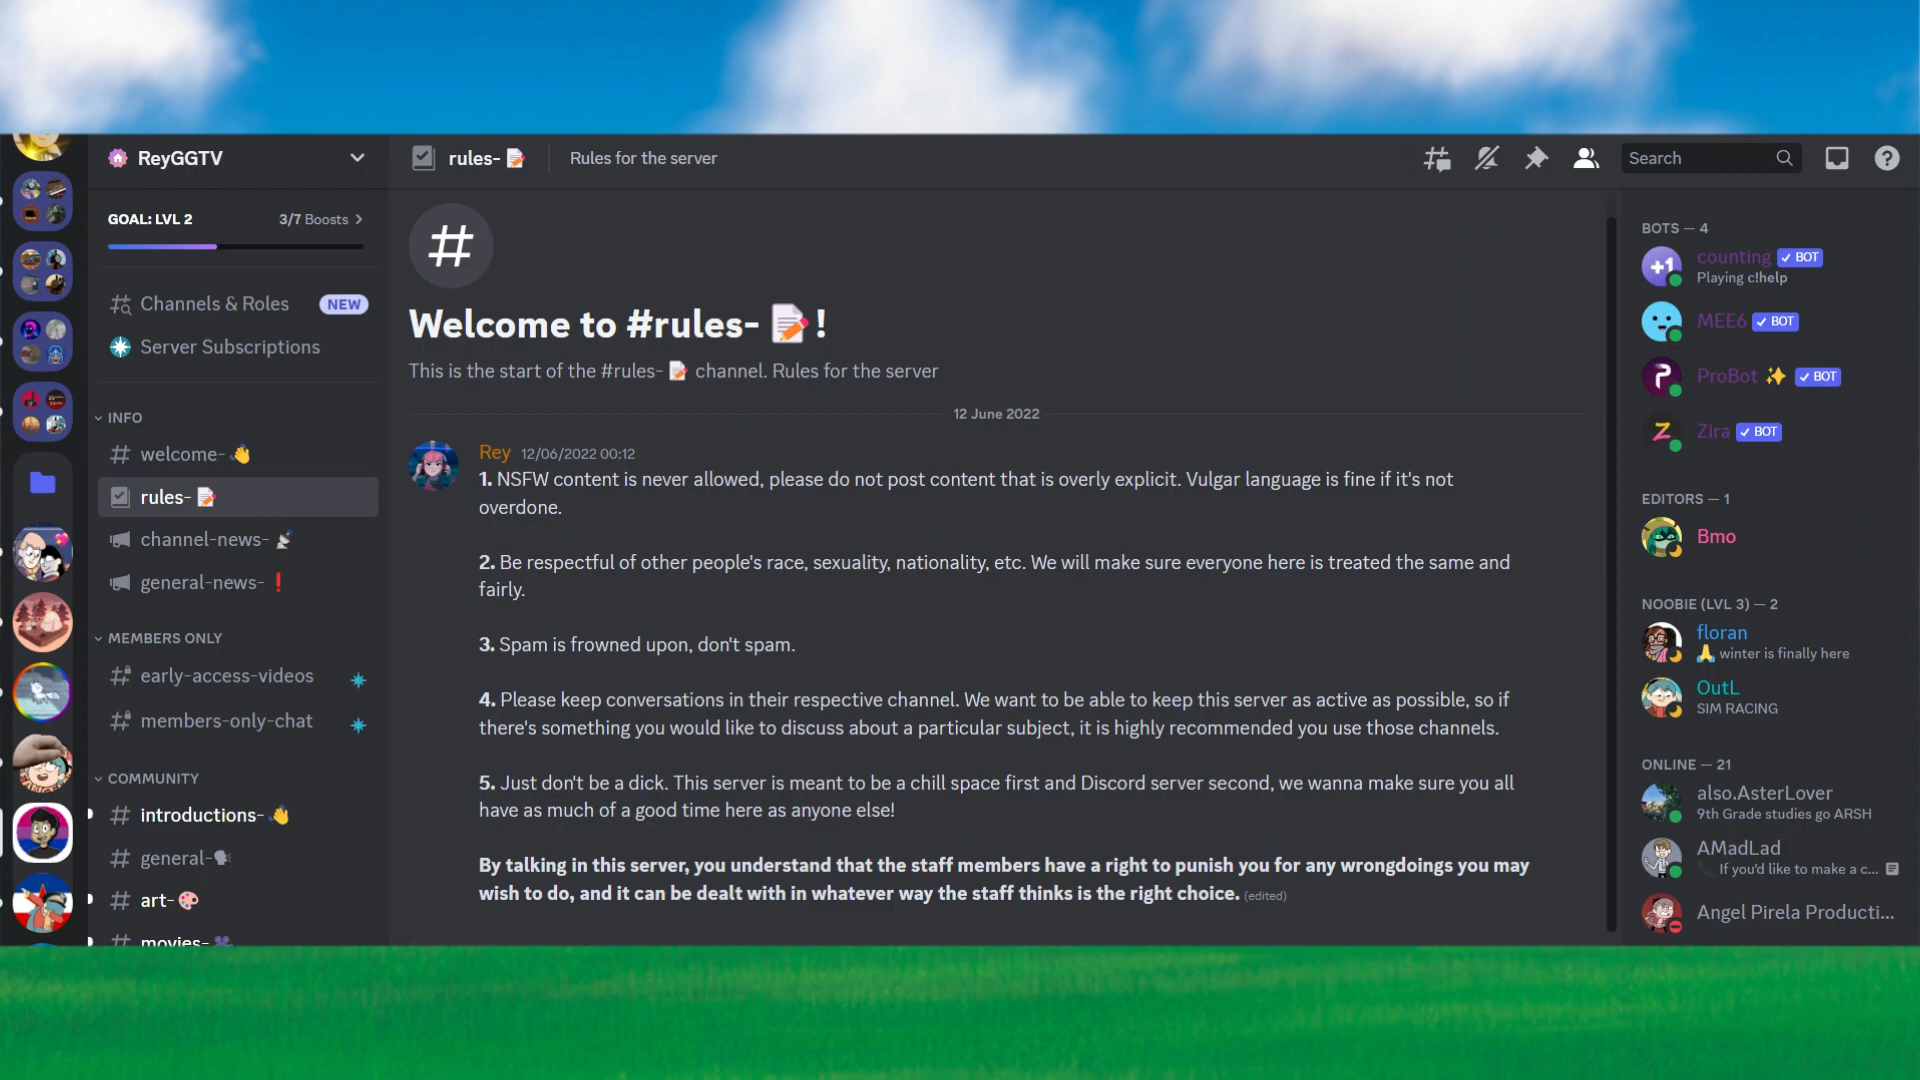 ReyGGTV
GOAL: LVL 2
3/7 Boosts
Channels & Roles
NEW
Server Subscriptions
INFO
welcome-
rules-
channel-news-
general-news-
MEMBERS ONLY
early-access-videos
members-only-chat
COMMUNITY
introductions-
general-
art-
movies-
rules-
Rules for the server
Search
Welcome to #rules- !
This is the start of the #rules- channel. Rules for the server
12 June 2022
Rey 12/06/2022 00:12
1. NSFW content is never allowed, please do not post content that is overly explicit. Vulgar language is fine if it's not
overdone.
2. Be respectful of other people's race, sexuality, nationality, etc. We will make sure everyone here is treated the same and
fairly.
3. Spam is frowned upon, don't spam.
4. Please keep conversations in their respective channel. We want to be able to keep this server as active as possible, so if
there's something you would like to discuss about a particular subject, it is highly recommended you use those channels.
5. Just don't be a dick. This server is meant to be a chill space first and Discord server second, we wanna make sure you all
have as much of a good time here as anyone else!
By talking in this server, you understand that the staff members have a right to punish you for any wrongdoings you may
wish to do, and it can be dealt with in whatever way the staff thinks is the right choice. (edited)
BOTS — 4
counting BOT
Playing c!help
MEE6 BOT
ProBot ✨ BOT
Zira BOT
EDITORS — 1
Bmo
NOOBIE (LVL 3) — 2
floran
🙏 winter is finally here
OutL
SIM RACING
ONLINE — 21
also.AsterLover
9th Grade studies go ARSH
AMadLad
If you'd like to make a c...
Angel Pirela Producti...